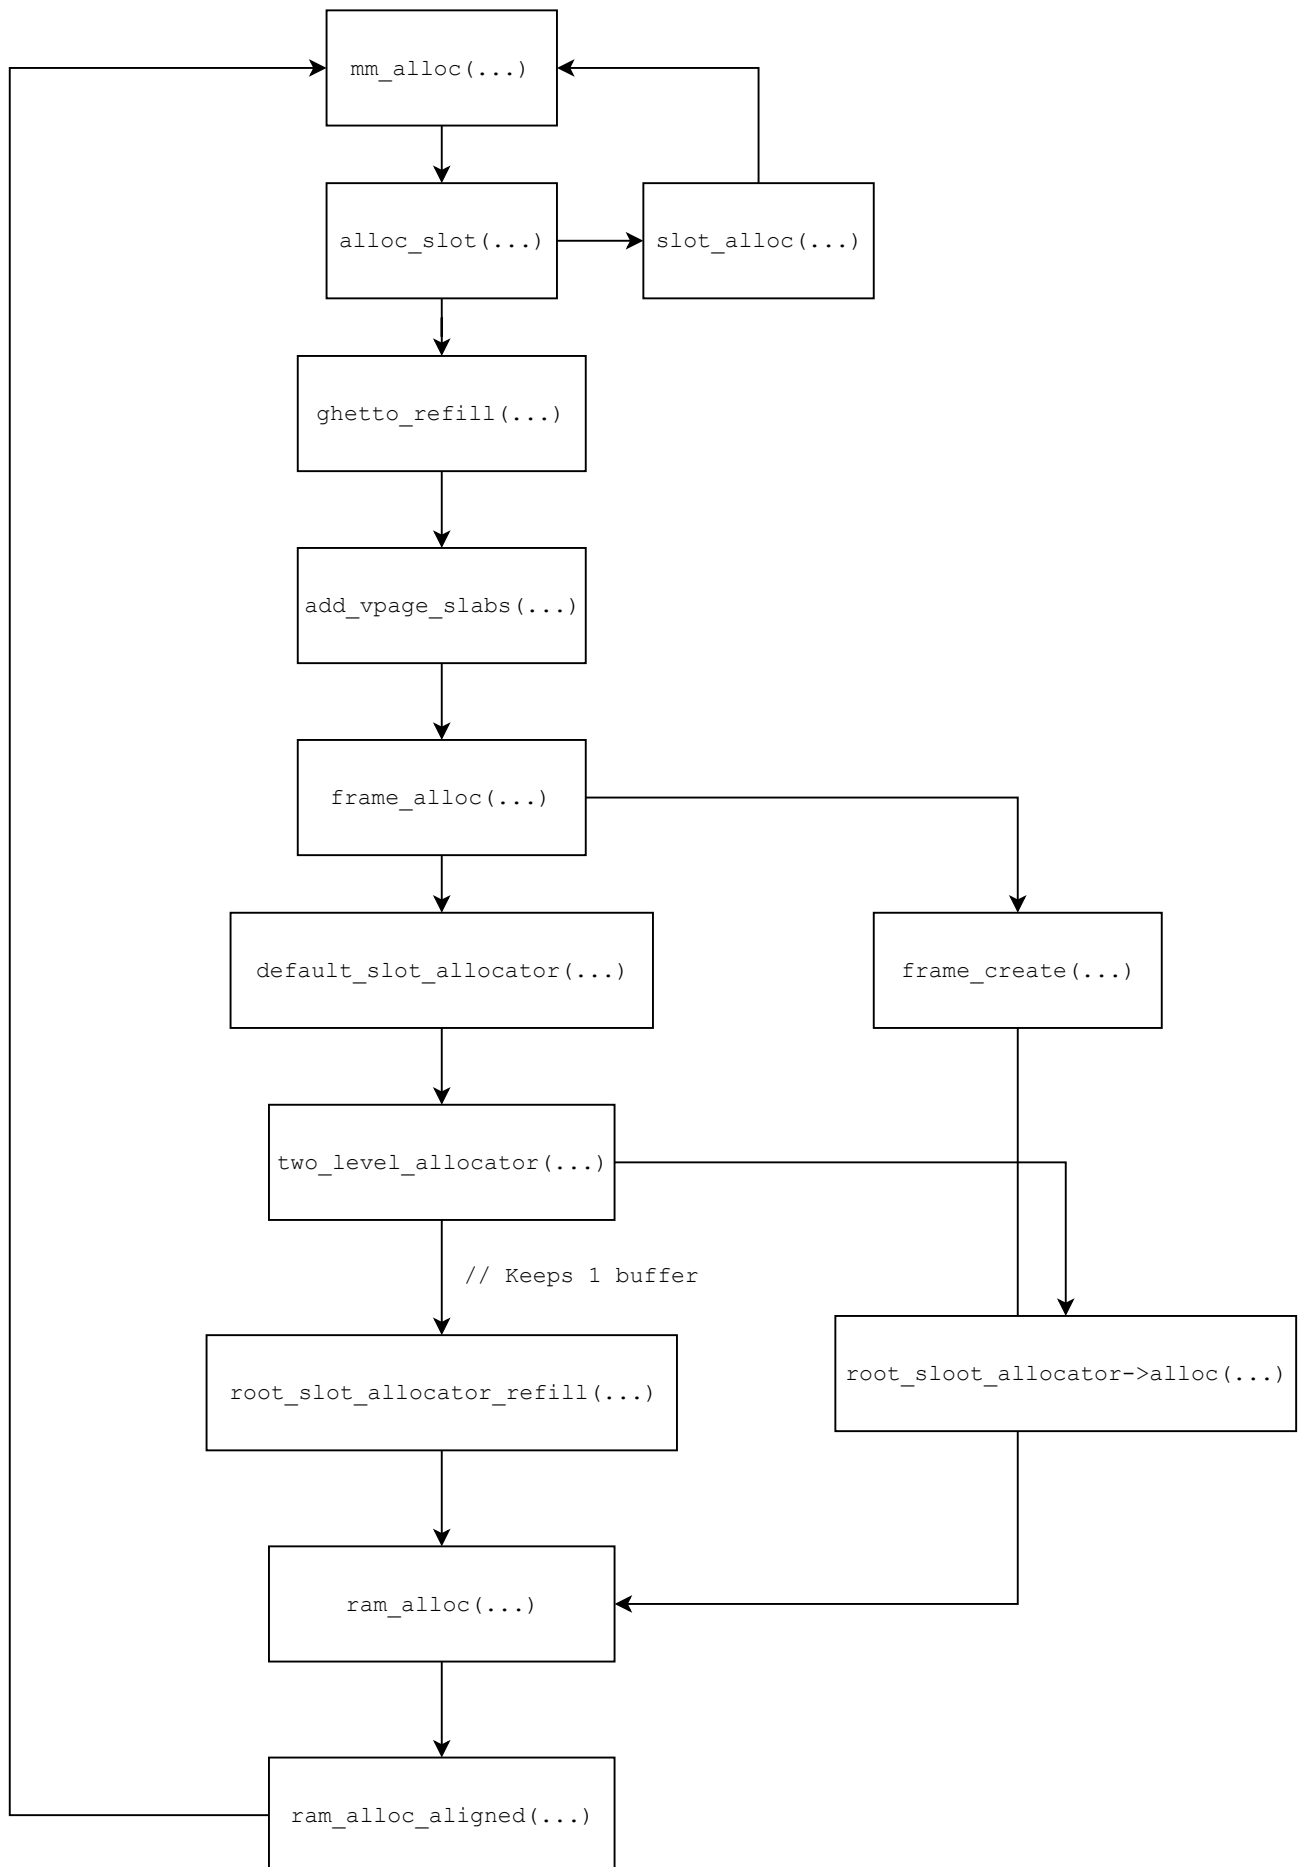 mm_alloc(...)
alloc_slot(...)
slot_alloc(...)
ghetto_refill(...)
add_vpage_slabs(...)
frame_alloc(...)
default_slot_allocator(...)
frame_create(...)
two_level_allocator(...)
// Keeps 1 buffer
root_slot_allocator_refill(...)
root_sloot_allocator->alloc(...)
ram_alloc(...)
ram_alloc_aligned(...)